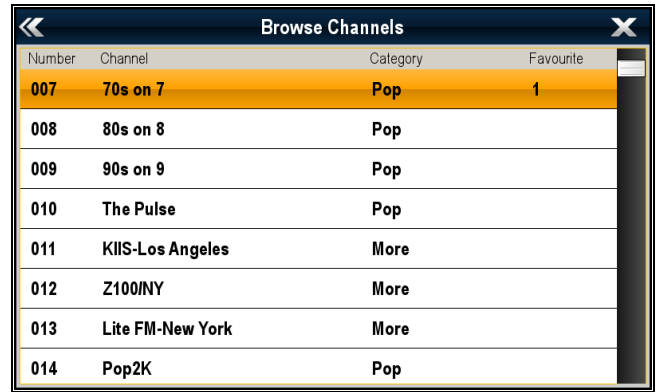 Browse Channels
Number Channel Category Favourite
007 70s on 7 Pop 1
008 80s on 8 Pop
009 90s on 9 Pop
010 The Pulse Pop
011 KIIS-Los Angeles More
012 Z100/NY More
013 Lite FM-New York More
014 Pop2K Pop